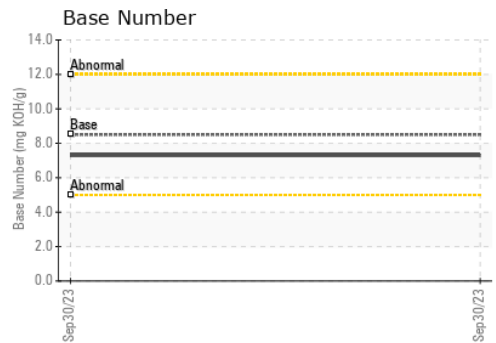 Base Number
Base Number (mg KOH/g)
14.0
Abnormal
12.0
10.0
Base
8.0
6.0
Abnormal
4.0
2.0
0.0
Sep30/23
Sep30/23